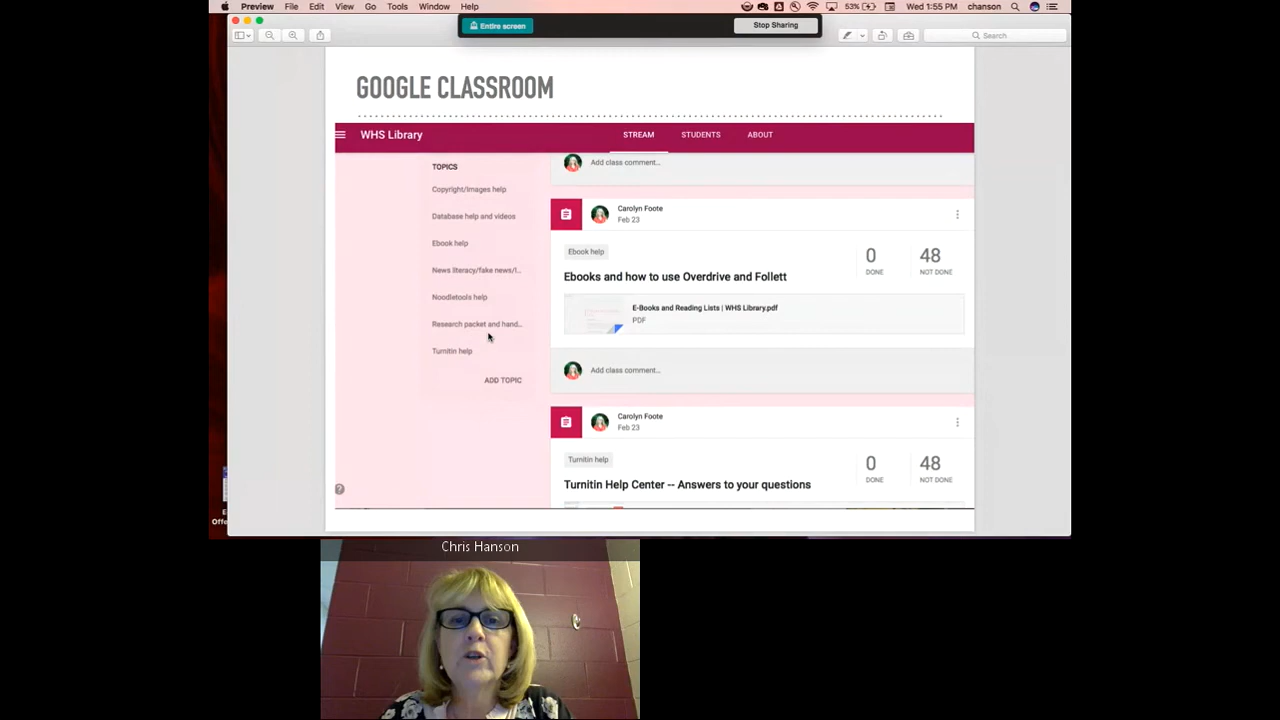 Preview File Edit View Go Tools Window Help 53% Wed 1:55 PM chanson
Entire screen
Stop Sharing
Search
GOOGLE CLASSROOM
WHS Library STREAM STUDENTS ABOUT
TOPICS
Copyright/Images help
Database help and videos
Ebook help
News literacy/fake news/l...
Noodletools help
Research packet and hand...
Turnitin help
ADD TOPIC
Add class comment...
Carolyn Foote
Feb 23
Ebook help
Ebooks and how to use Overdrive and Follett
0 48
DONE NOT DONE
E-Books and Reading Lists | WHS Library.pdf
PDF
Add class comment...
Carolyn Foote
Feb 23
Turnitin help
Turnitin Help Center -- Answers to your questions
0 48
DONE NOT DONE
?
Chris Hanson